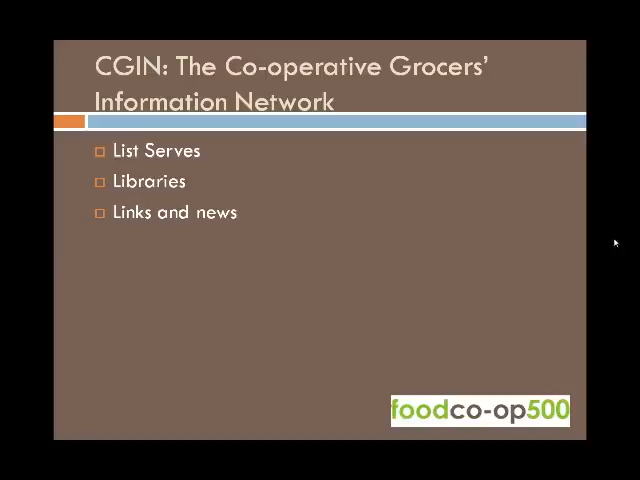 CGIN: The Co-operative Grocers’
Information Network
List Serves
Libraries
Links and news
foodco-op500